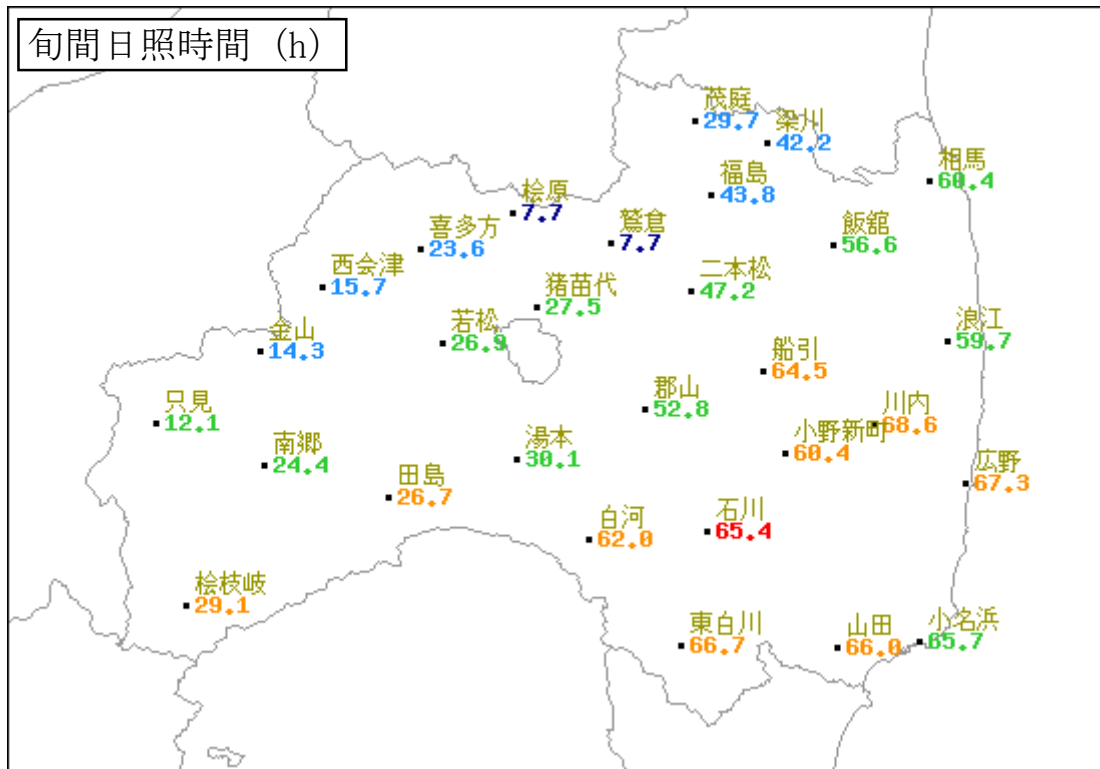 旬間日照時間 (h)
茂庭
29.7
梁川
42.2
相馬
60.4
福島
43.8
桧原
7.7
鷲倉
7.7
飯舘
56.6
喜多方
23.6
西会津
15.7
二本松
47.2
猪苗代
27.5
若松
26.9
浪江
59.7
金山
14.3
船引
64.5
郡山
52.8
只見
12.1
川内
68.6
小野新町
60.4
南郷
24.4
湯本
30.1
広野
67.3
田島
26.7
石川
65.4
白河
62.0
桧枝岐
29.1
東白川
66.7
山田
66.0
小名浜
65.7